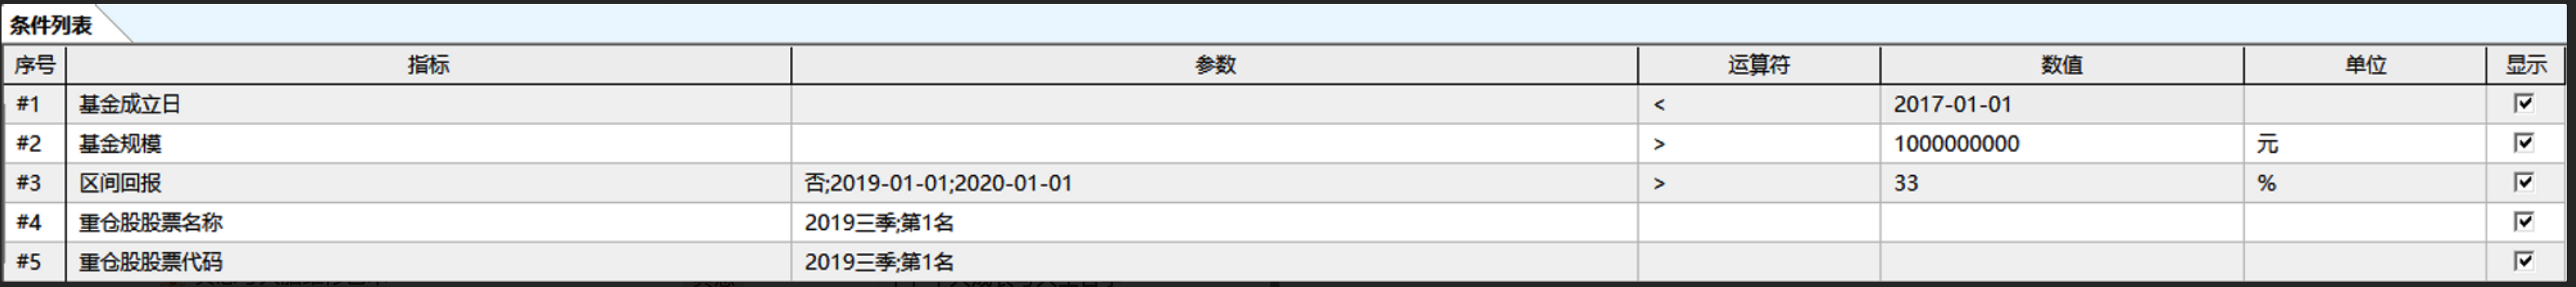 条件列表
序号 指标 参数 运算符 数值 单位 显示
#1 基金成立日 < 2017-01-01
#2 基金规模 > 1000000000 元
#3 区间回报 否;2019-01-01;2020-01-01 > 33 %
#4 重仓股股票名称 2019三季;第1名
#5 重仓股股票代码 2019三季;第1名